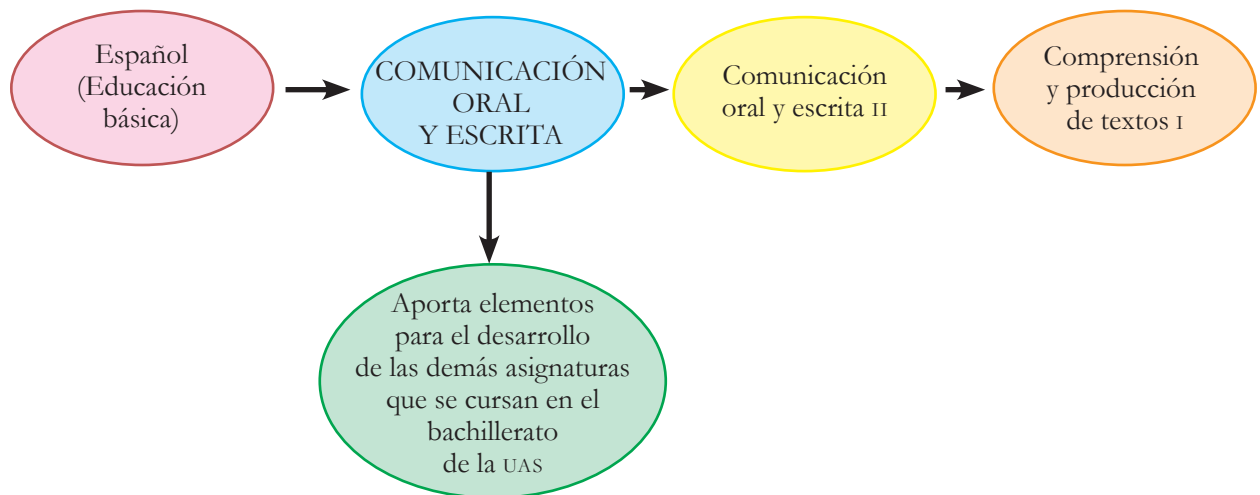 Español
(Educación
básica)
COMUNICACIÓN
ORAL
Y ESCRITA
Comunicación
oral y escrita II
Comprensión
y producción
de textos I
Aporta elementos
para el desarrollo
de las demás asignaturas
que se cursan en el
bachillerato
de la UAS